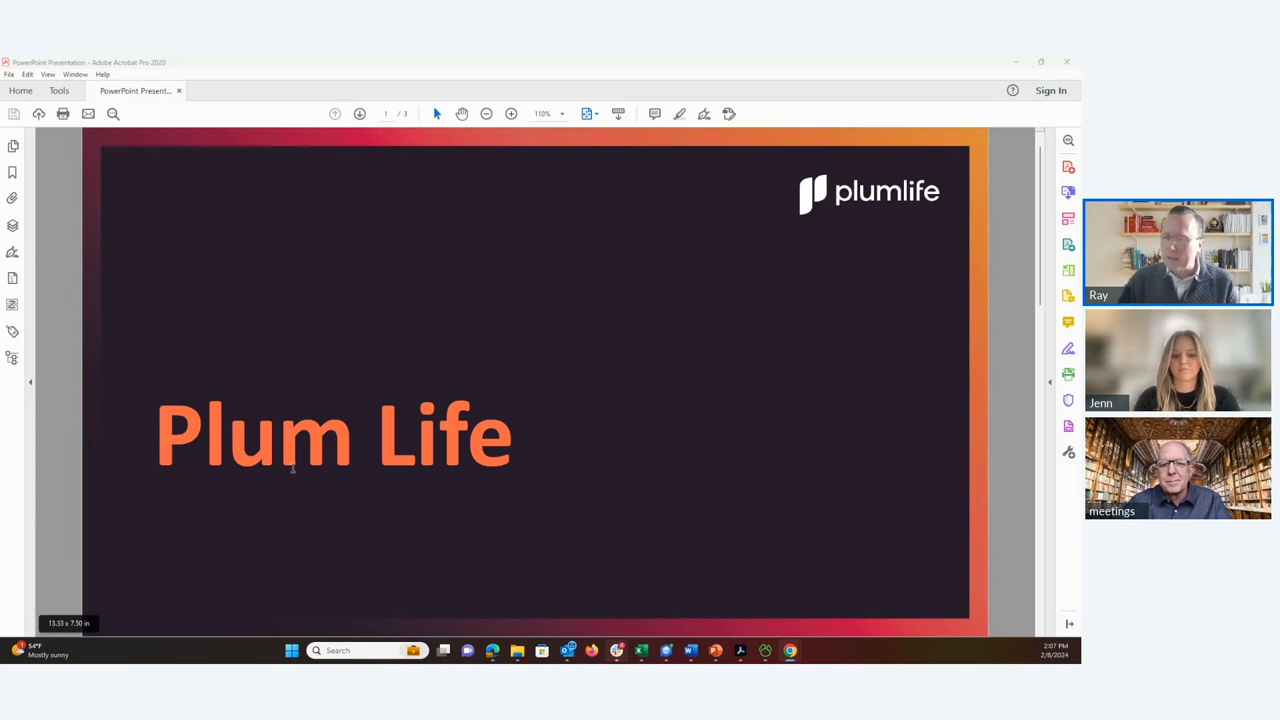 PowerPoint Presentation - Adobe Acrobat Pro 2020
File Edit View Window Help
Home Tools PowerPoint Present... × Sign In
1 / 3 110%
plumlife
Plum Life
Ray
Jenn
meetings
13.33 x 7.50 in
54°F
Mostly sunny
Search
2:07 PM
2/8/2024